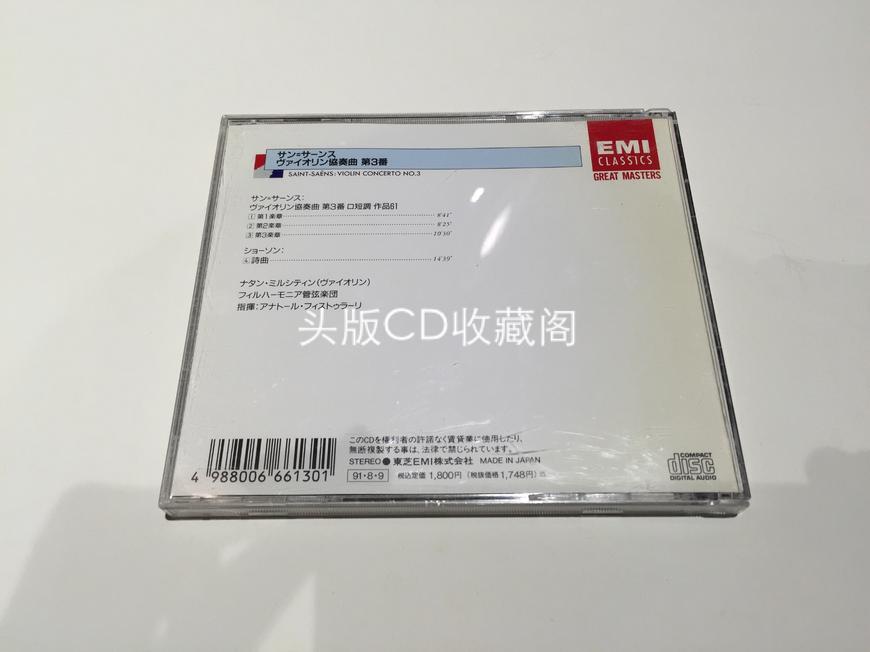 サン=サーンス
ヴァイオリン協奏曲 第3番
SAINT-SAËNS: VIOLIN CONCERTO NO.3
EMI
CLASSICS
GREAT MASTERS
サン=サーンス:
ヴァイオリン協奏曲 第3番 ロ短調 作品61
1 第1楽章 8'41"
2 第2楽章 8'25"
3 第3楽章 10'30"
ショーソン:
4 詩曲 14'39"
ナタン・ミルシティン(ヴァイオリン)
フィルハーモニア管弦楽団
指揮:アナトール・フィストゥラーリ
头版CD收藏阁
このCDを権利者の許諾なく賃貸業に使用したり、
無断複製する事は、法律で禁じられています。
STEREO ● 東芝EMI株式会社 MADE IN JAPAN
91・8・9 税込定価 1,800円 (税抜価格1,748円)
4 988006 661301
COMPACT
disc
DIGITAL AUDIO